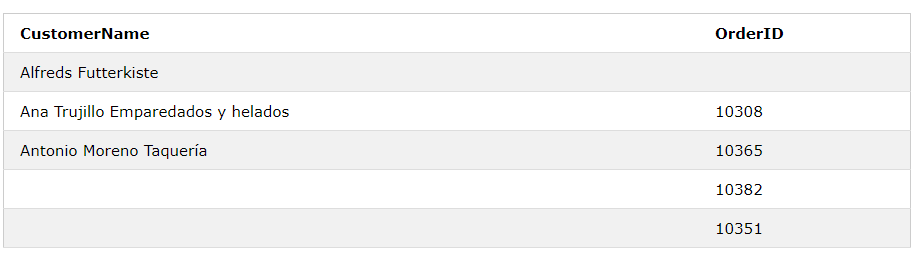 CustomerName OrderID
Alfreds Futterkiste
Ana Trujillo Emparedados y helados 10308
Antonio Moreno Taquería 10365
10382
10351